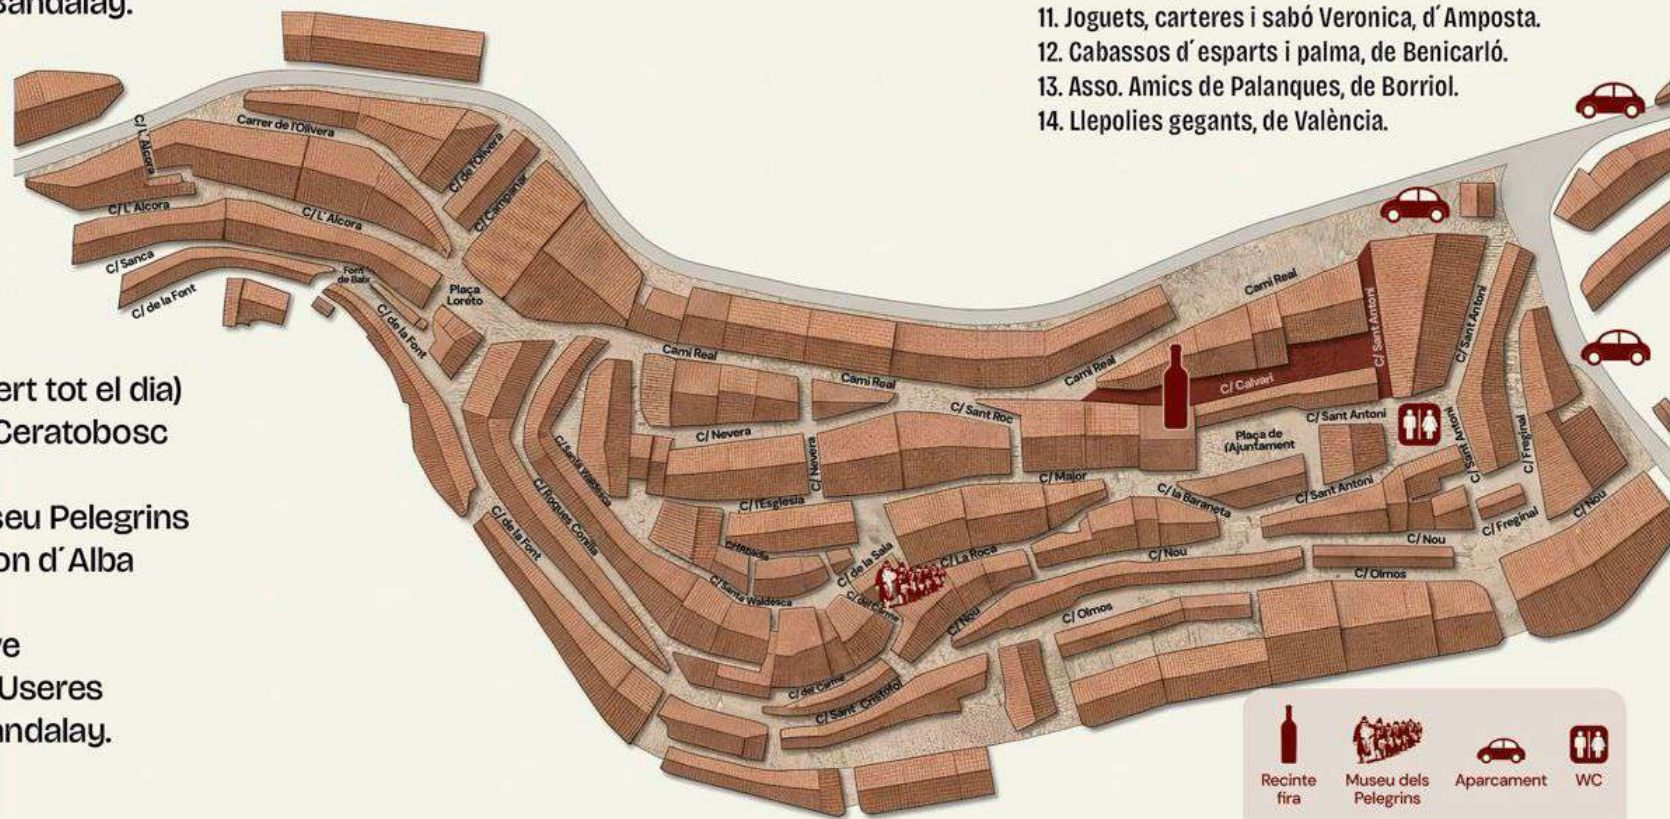 Bandalay.
11. Joguets, carteres i sabó Veronica, d´Amposta.
12. Cabassos d´esparts i palma, de Benicarló.
13. Asso. Amics de Palanques, de Borriol.
14. Llepolies gegants, de València.
ert tot el dia)
Ceratobosc
seu Pelegrins
on d´Alba
ve
Useres
andalay.
C/L´Alcora
Carrer de l'Olivera
C/ de l'Olivera
C/ Campanar
C/L´Alcora
C/L´Alcora
C/ Sanca
C/ de la Font
Font
de Baix
Plaça
Loreto
C/ de la Font
Camí Real
Camí Real
Camí Real
Camí Real
C/ Sant Antoni
C/ Sant Antoni
C/ Calvari
C/ Sant Roc
C/ Sant Antoni
Plaça de
l'Ajuntament
C/ Nevera
C/ Nevera
C/ Major
C/ Sant Antoni
C/ Sant Antoni
C/ Freginal
C/ Santa Waldesca
C/ Roques Conilla
C/ l'Esglesia
C/ la Baraneta
C/ Freginal
C/ Nou
C/ Nou
C/ de la Font
C/ de la Sala
C/ La Roca
C/ Nou
C/ Olmos
C/ Santa Waldesca
C/ del Carme
C/ Nou
C/ Olmos
C/ del Carme
C/ Sant Cristòfol
Recinte
fira
Museu dels
Pelegrins
Aparcament
WC